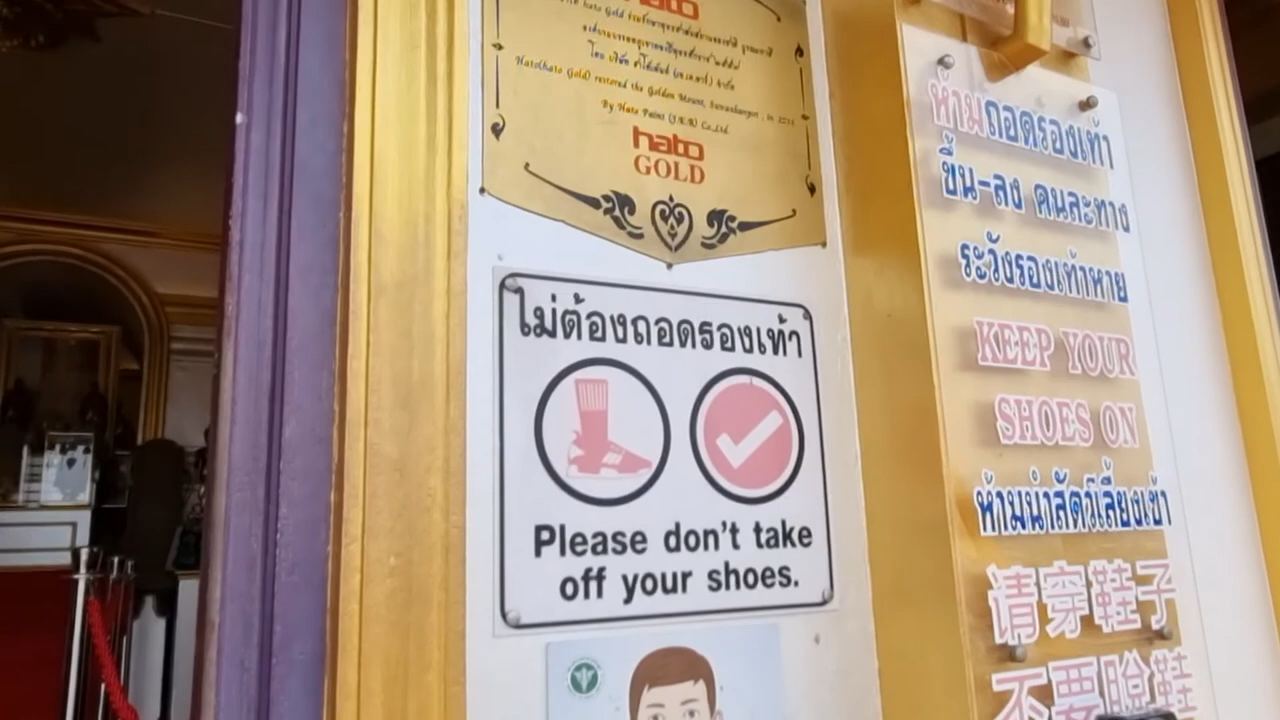 hato
Hato(hato Gold) restored the Golden Mount,
By Hato Paint (J.K.R) Co.,Ltd.
hato
GOLD
ไม่ต้องถอดรองเท้า
Please don't take
off your shoes.
ห้ามถอดรองเท้า
ขึ้น-ลง คนละทาง
ระวังรองเท้าหาย
KEEP YOUR
SHOES ON
ห้ามนำสัตว์เลี้ยงเข้า
请穿鞋子
不要脫鞋